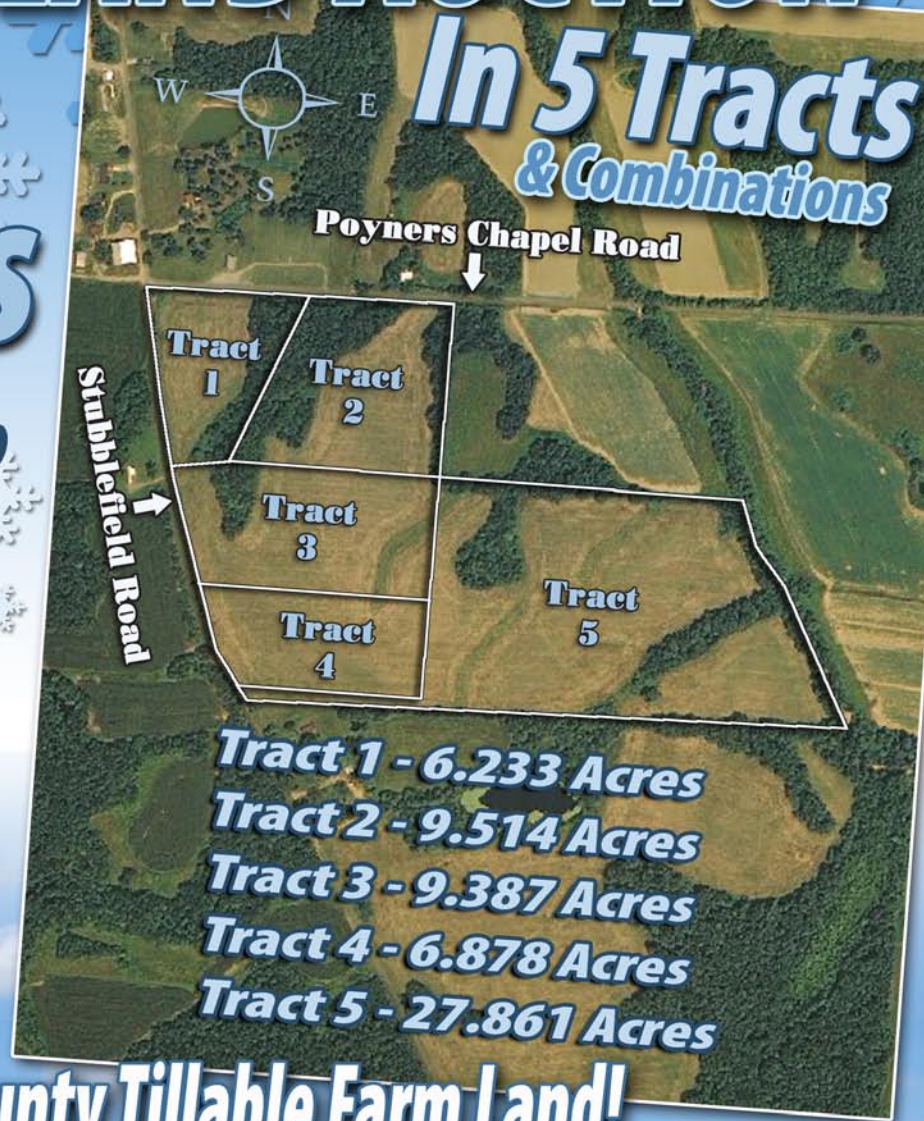 LAND AUCTION
In 5 Tracts
& Combinations
N
W E
S
Poyners Chapel Road
Tract
1
Tract
2
Stubblefield Road
Tract
3
Tract
4
Tract
5
Tract 1 - 6.233 Acres
Tract 2 - 9.514 Acres
Tract 3 - 9.387 Acres
Tract 4 - 6.878 Acres
Tract 5 - 27.861 Acres
Tillable Farm Land!